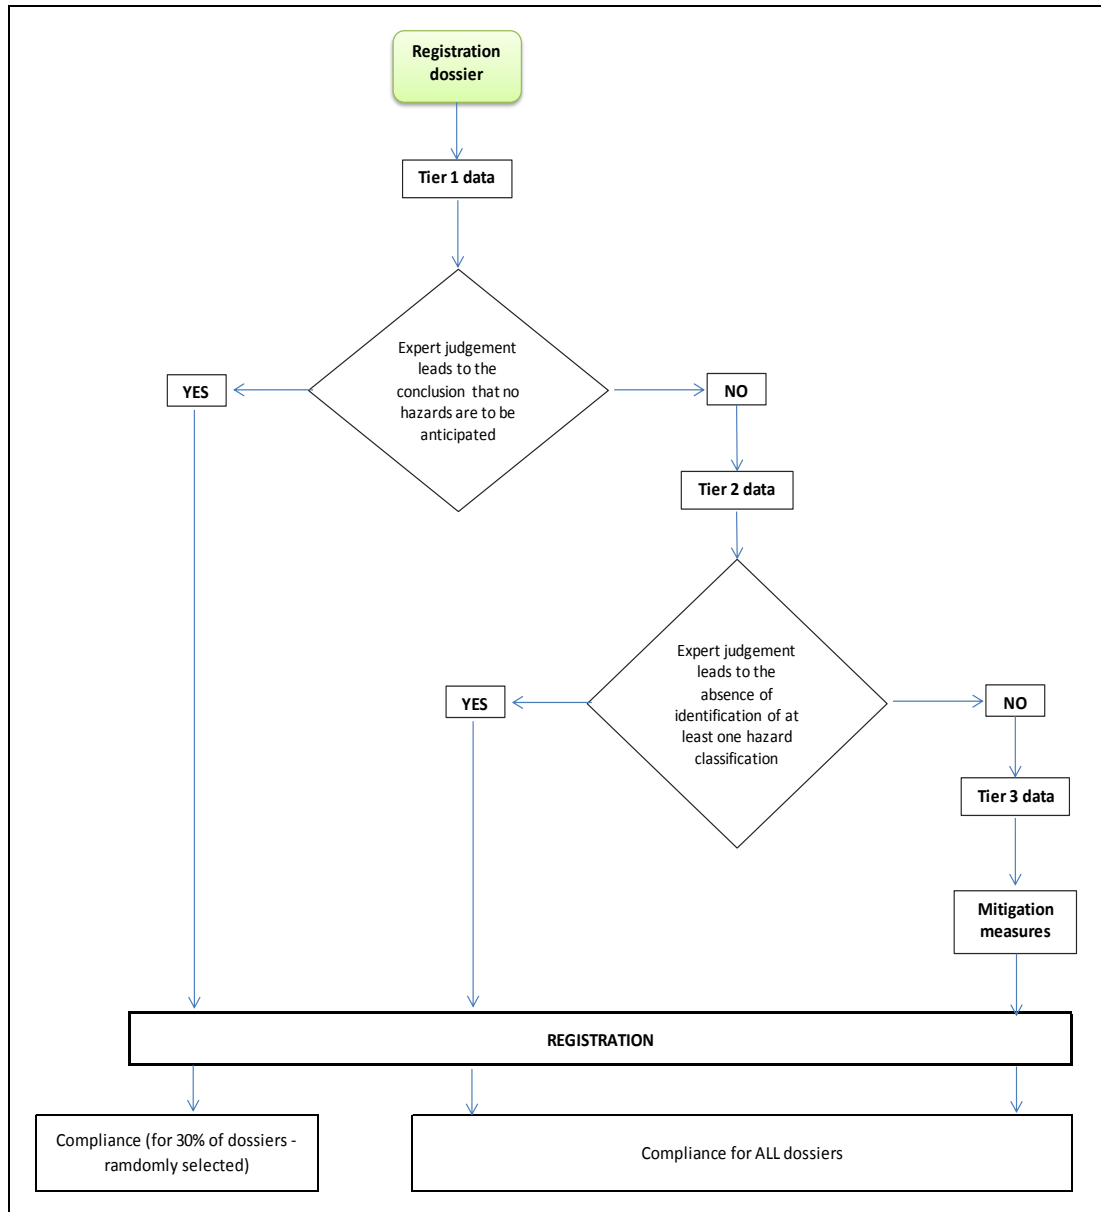 Registration
dossier
Tier 1 data
Expert judgement
leads to the
conclusion that no
hazards are to be
anticipated
YES
NO
Tier 2 data
Expert judgement
leads to the
absence of
identification of at
least one hazard
classification
YES
NO
Tier 3 data
Mitigation
measures
REGISTRATION
Compliance (for 30% of dossiers -
ramdomly selected)
Compliance for ALL dossiers